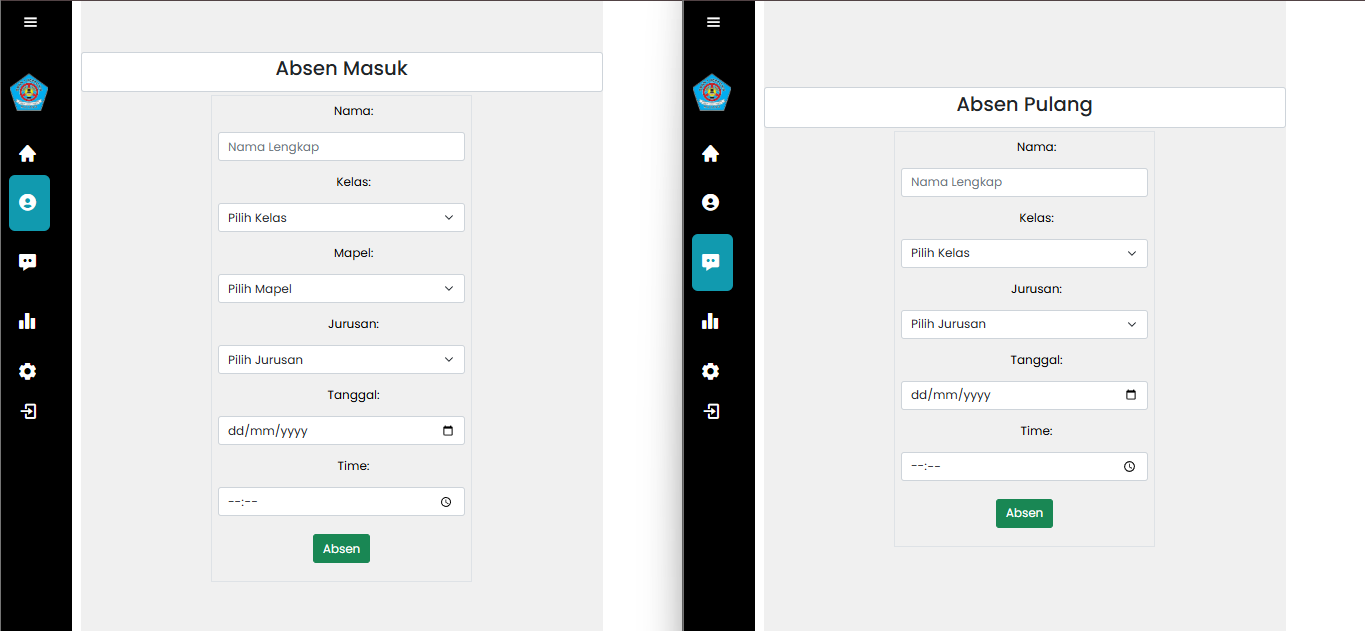 Absen Masuk
Nama:
Nama Lengkap
Kelas:
Pilih Kelas
Mapel:
Pilih Mapel
Jurusan:
Pilih Jurusan
Tanggal:
dd/mm/yyyy
Time:
--:--
Absen
Absen Pulang
Nama:
Nama Lengkap
Kelas:
Pilih Kelas
Jurusan:
Pilih Jurusan
Tanggal:
dd/mm/yyyy
Time:
--:--
Absen